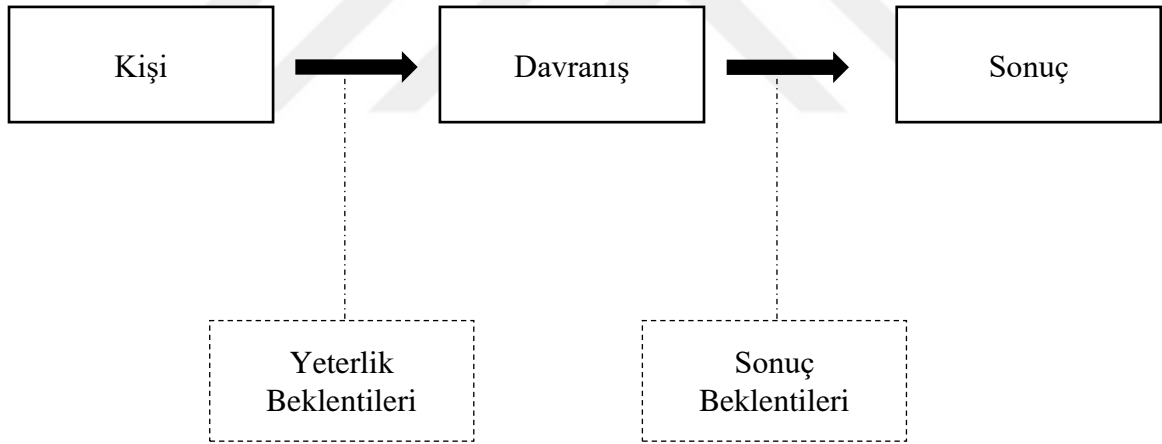 Kişi
Davranış
Sonuç
Yeterlik
Beklentileri
Sonuç
Beklentileri